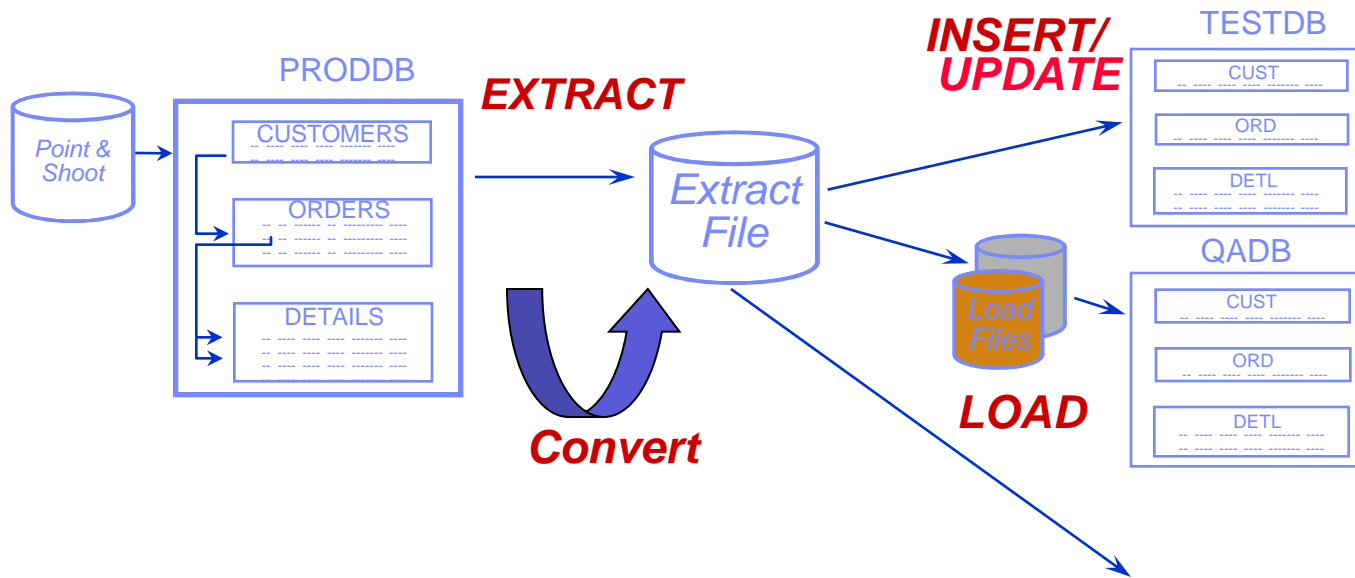 Point &
Shoot
PRODDB
CUSTOMERS
ORDERS
DETAILS
EXTRACT
Convert
Extract
File
INSERT/
UPDATE
Load
Files
LOAD
TESTDB
CUST
ORD
DETL
QADB
CUST
ORD
DETL